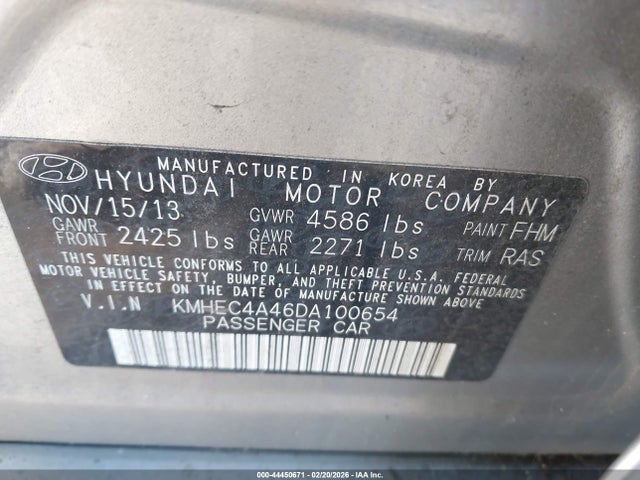 MANUFACTURED IN KOREA BY
HYUNDAI MOTOR COMPANY
NOV/15/13 GVWR 4586 lbs PAINT FHM
GAWR FRONT 2425 lbs GAWR REAR 2271 lbs TRIM RAS
THIS VEHICLE CONFORMS TO ALL APPLICABLE U.S.A. FEDERAL
MOTOR VEHICLE SAFETY, BUMPER, AND THEFT PREVENTION STANDARDS
IN EFFECT ON THE DATE OF MANUFACTURE SHOWN ABOVE
V.I.N KMHEC4A46DA100654
PASSENGER CAR
000-44450671 - 02/20/2026 - IAA Inc.